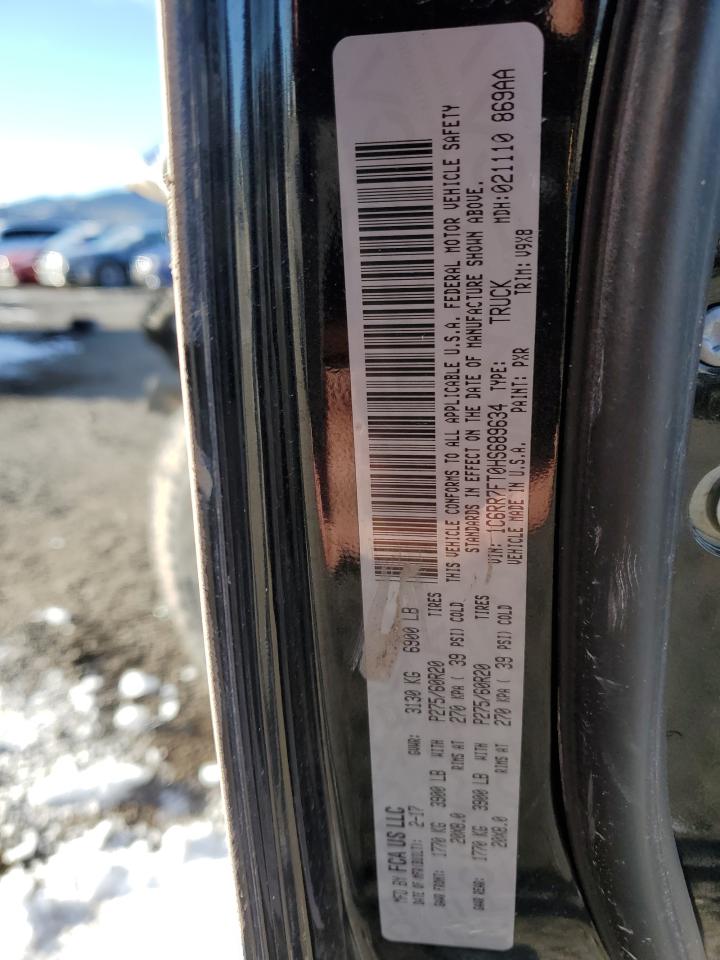 MFD BY FCA US LLC
DATE OF MFG(BUILT): 2-17 GVWR: 3130 KG 6900 LB
GAWR FRONT: 1770 KG 3900 LB WITH P275/60R20 TIRES
20X8.0 RIMS AT 270 KPA ( 39 PSI) COLD
GAWR REAR: 1770 KG 3900 LB WITH P275/60R20 TIRES
20X8.0 RIMS AT 270 KPA ( 39 PSI) COLD
THIS VEHICLE CONFORMS TO ALL APPLICABLE U.S.A. FEDERAL MOTOR VEHICLE SAFETY
STANDARDS IN EFFECT ON THE DATE OF MANUFACTURE SHOWN ABOVE.
VIN: 1C6RR7FT0HS689634 TYPE: TRUCK MDH:021110 869AA
VEHICLE MADE IN U.S.A. PAINT: PXR TRIM: V9X8